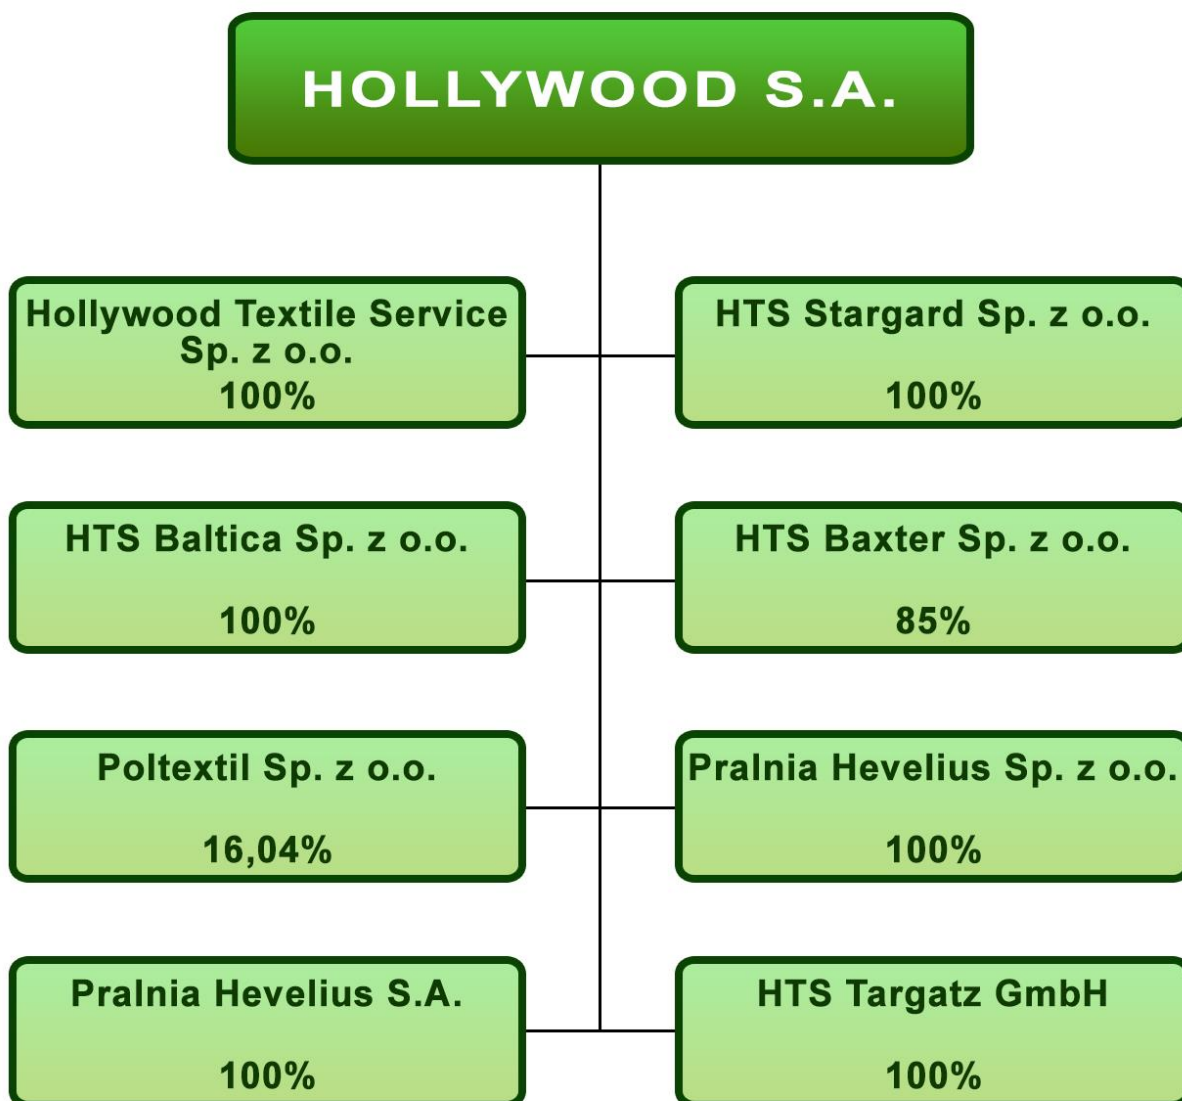 HOLLYWOOD S.A.
Hollywood Textile Service
Sp. z o.o.
100%
HTS Stargard Sp. z o.o.
100%
HTS Baltica Sp. z o.o.
100%
HTS Baxter Sp. z o.o.
85%
Poltextil Sp. z o.o.
16,04%
Pralnia Hevelius Sp. z o.o.
100%
Pralnia Hevelius S.A.
100%
HTS Targatz GmbH
100%